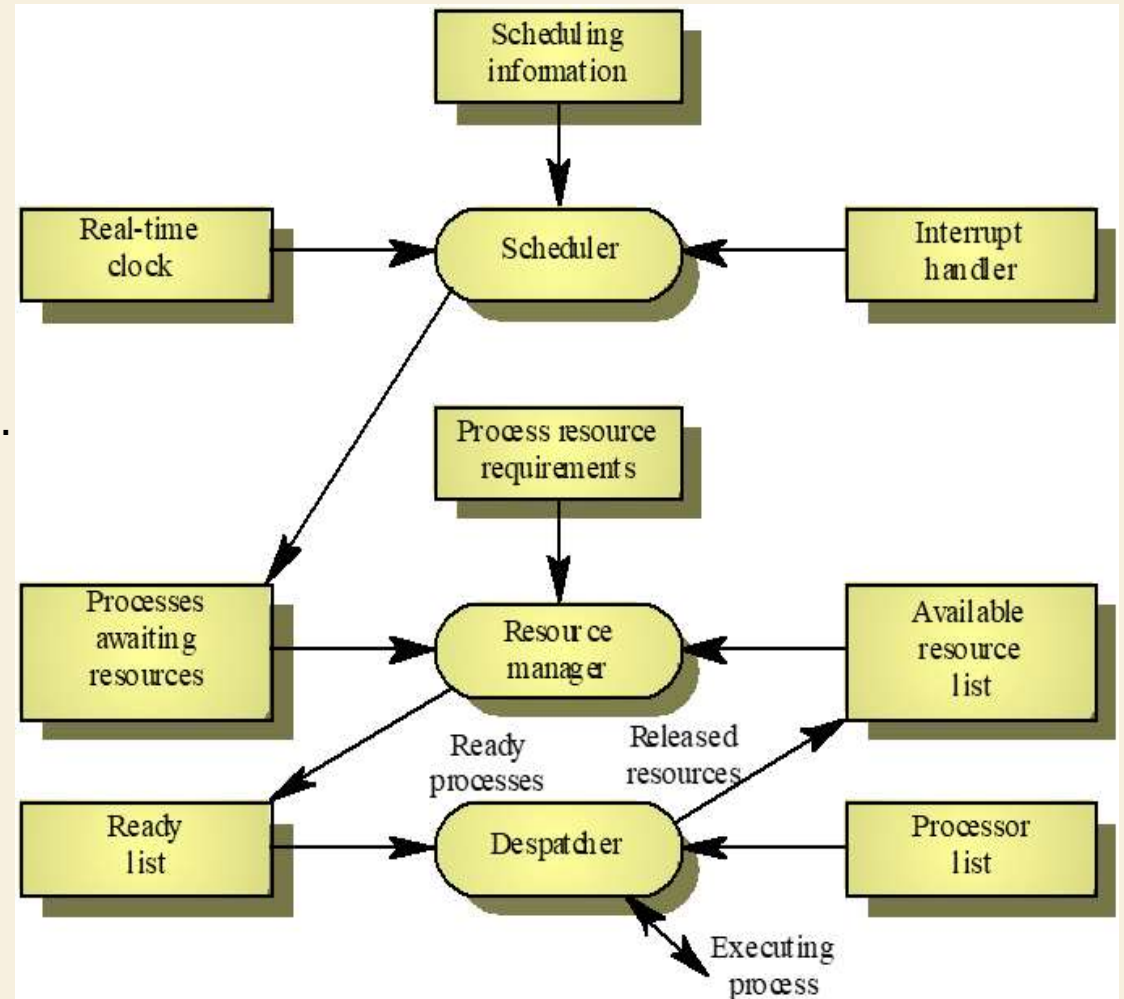 Scheduling
information
Real-time
clock
Scheduler
Interrupt
handler
.
Process resource
requirements
Processes
awaiting
resources
Resource
manager
Available
resource
list
Ready
processes
Released
resources
Ready
list
Despatcher
Processor
list
Executing
process